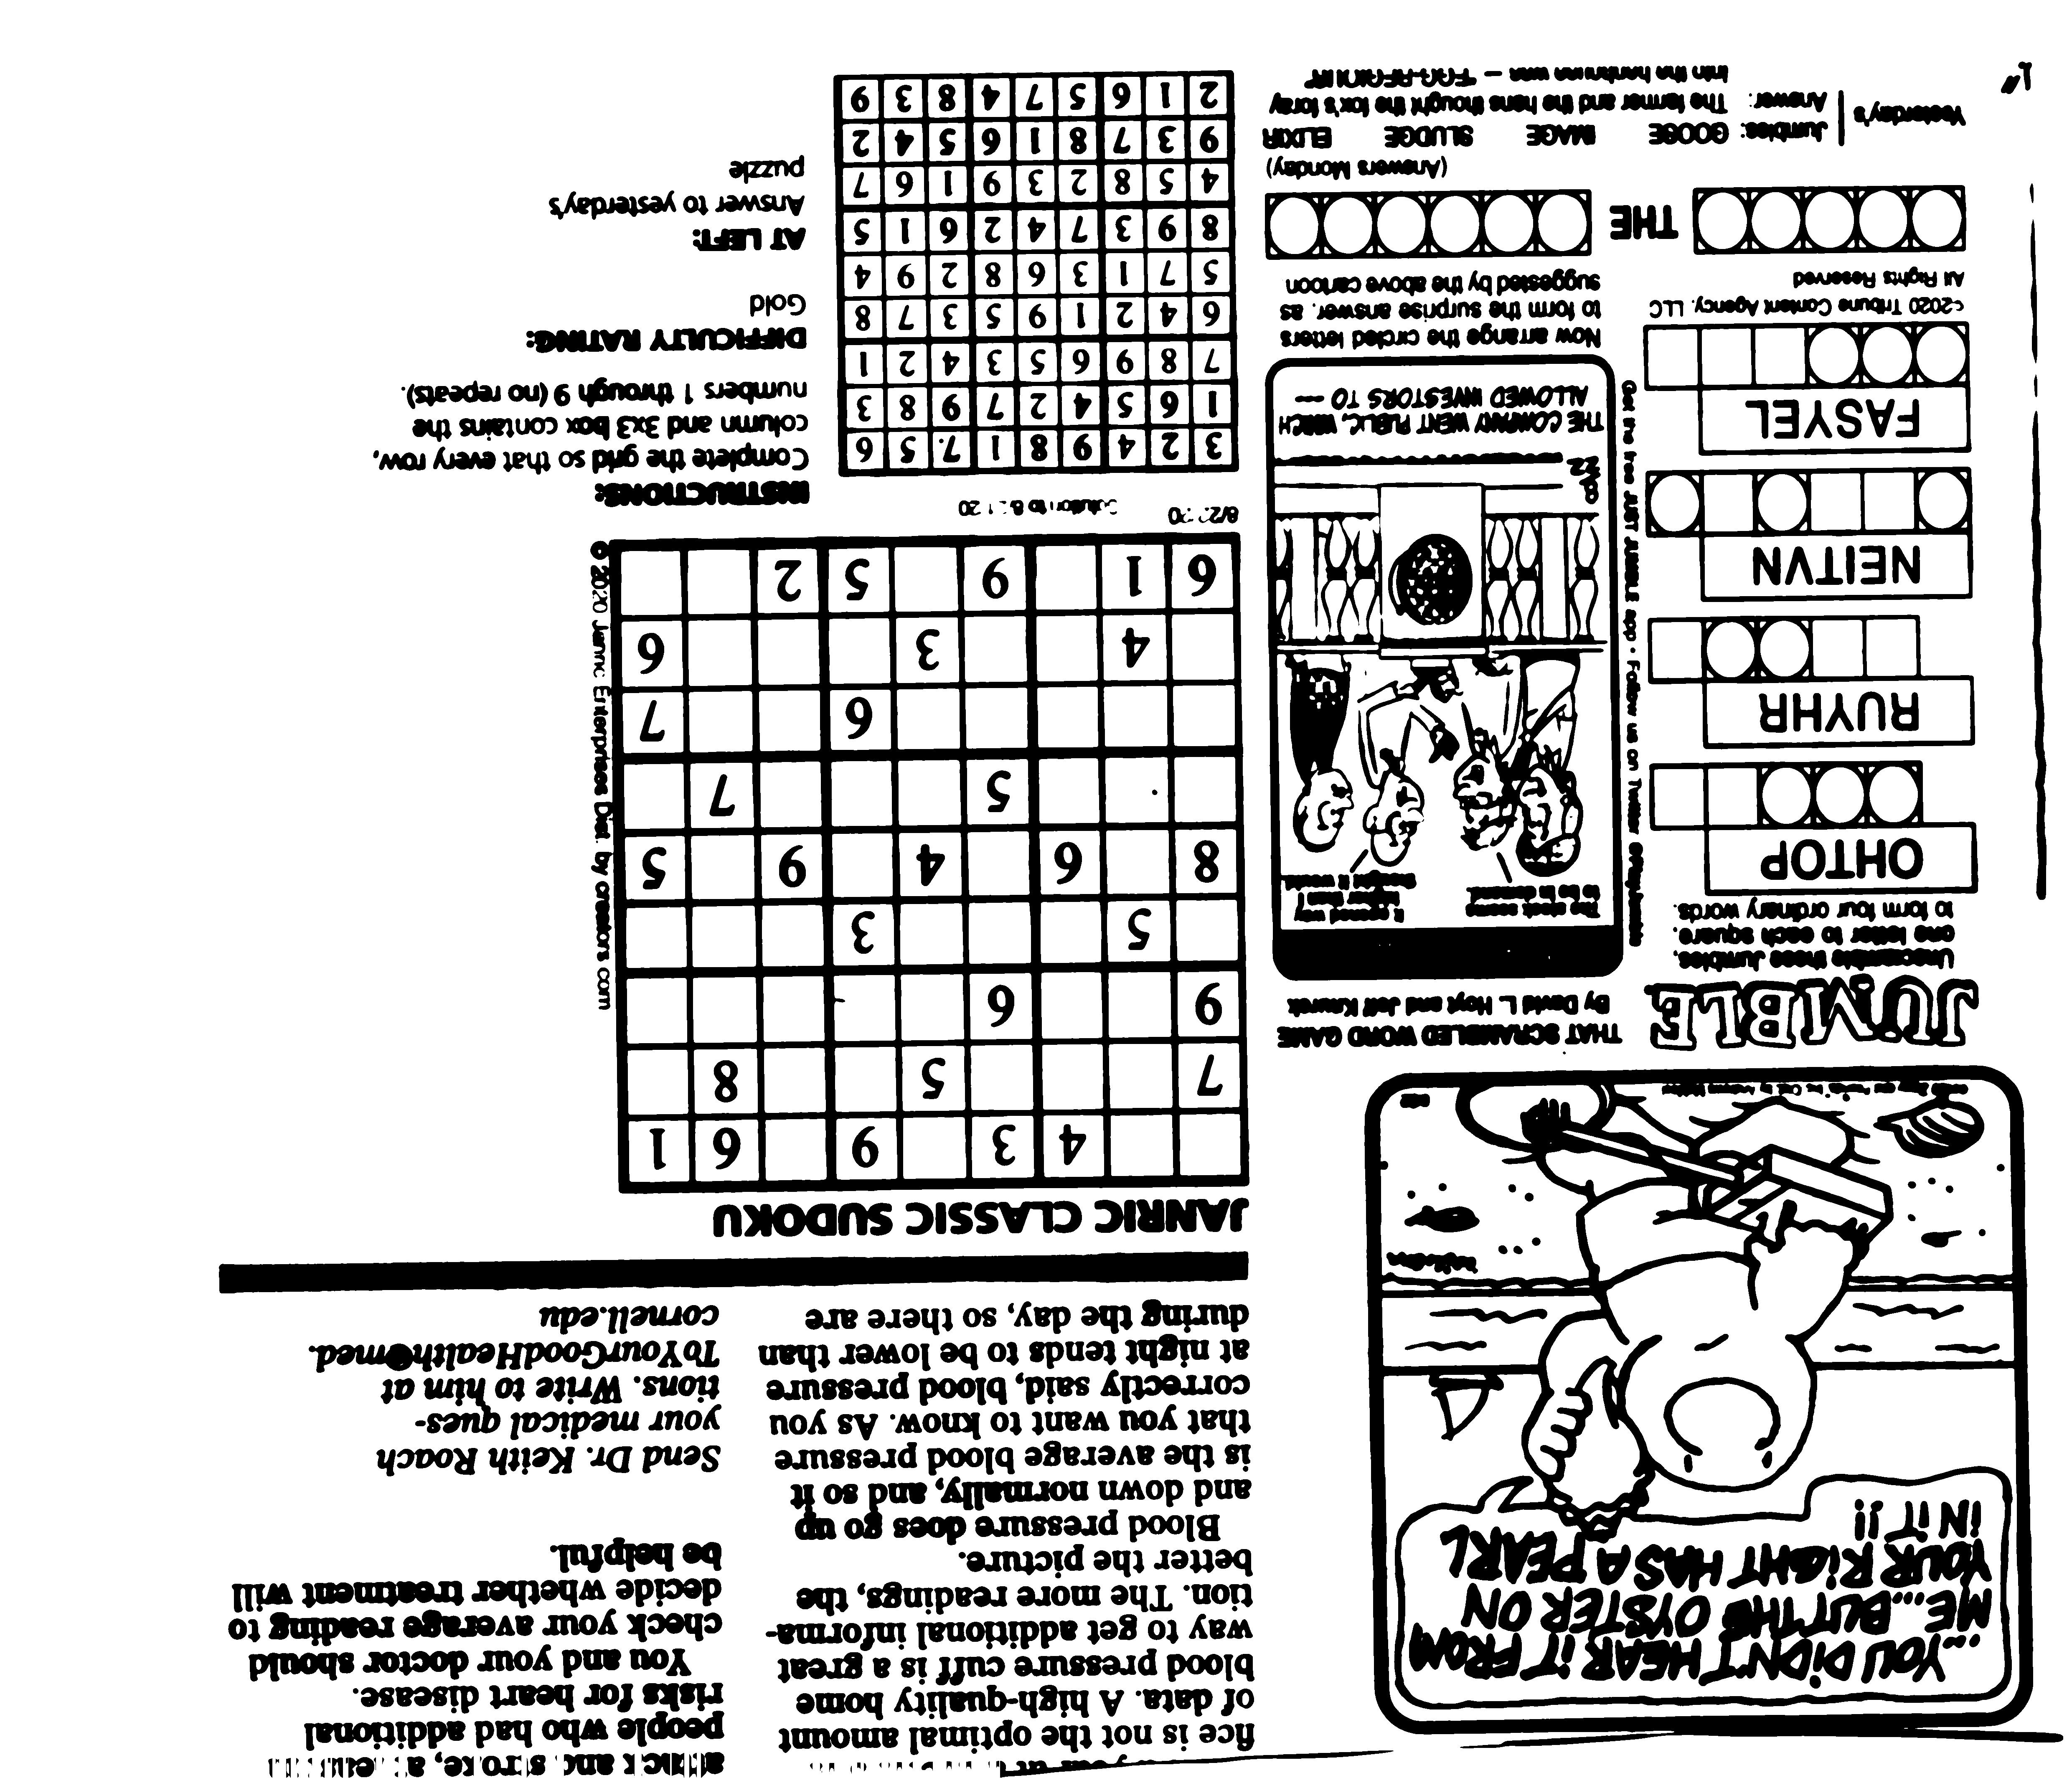 ...YOU DIDN'T HEAR IT FROM
ME...BUT THE OYSTER ON
YOUR RIGHT HAS A PEARL
IN IT!!
fice is not the optimal amount
of data. A high-quality home
blood pressure cuff is a great
way to get additional informa-
tion. The more readings, the
better the picture.
Blood pressure does go up
and down normally, and so it
is the average blood pressure
that you want to know. As you
correctly said, blood pressure
at night tends to be lower than
during the day, so there are
people who had additional
risks for heart disease.
You and your doctor should
check your average reading to
decide whether treatment will
be helpful.
Send Dr. Keith Roach
your medical ques-
tions. Write to him at
ToYourGoodHealth@med.
cornell.edu
JUMBLE
THAT SCRAMBLED WORD GAME
By David L. Hoyt and Jeff Knurek
Unscramble these Jumbles,
one letter to each square,
to form four ordinary words.
OHTOP
RUYHR
NEITVN
FASYEL
©2020 Tribune Content Agency, LLC
All Rights Reserved
Get the free JUST JUMBLE app • Follow us on Twitter @PlayJumble
The stock seems
to be in demand.
It opened way
higher than I
thought it would.
8/22
THE COMPANY WENT PUBLIC, WHICH
ALLOWED INVESTORS TO ---
Now arrange the circled letters
to form the surprise answer, as
suggested by the above cartoon
THE
(Answers Monday)
Yesterday's
Jumbles: GOOSE IMAGE SLUDGE ELIXIR
Answer: The farmer and the hens thought the fox's foray
into the henhouse was —
JANRIC CLASSIC SUDOKU
4 3 9 6 1
7 5 8
9 6
5 3
8 6 4 9 5
5 7
6 7
4 3 6
6 1 9 5 2
© 2020 Janric Enterprises Dist. by creators.com
3 2 4 9 8 1 7 5 6
1 6 5 4 2 7 9 8 3
7 8 9 6 5 3 4 2 1
6 4 2 1 9 5 3 7 8
5 7 1 3 6 8 2 9 4
8 9 3 7 4 2 6 1 5
4 5 8 2 3 9 1 6 7
9 3 7 8 1 6 5 4 2
2 1 6 5 7 4 8 3 9
INSTRUCTIONS:
Complete the grid so that every row,
column and 3x3 box contains the
numbers 1 through 9 (no repeats).
DIFFICULTY RATING:
Gold
AT LEFT:
Answer to yesterday's
puzzle